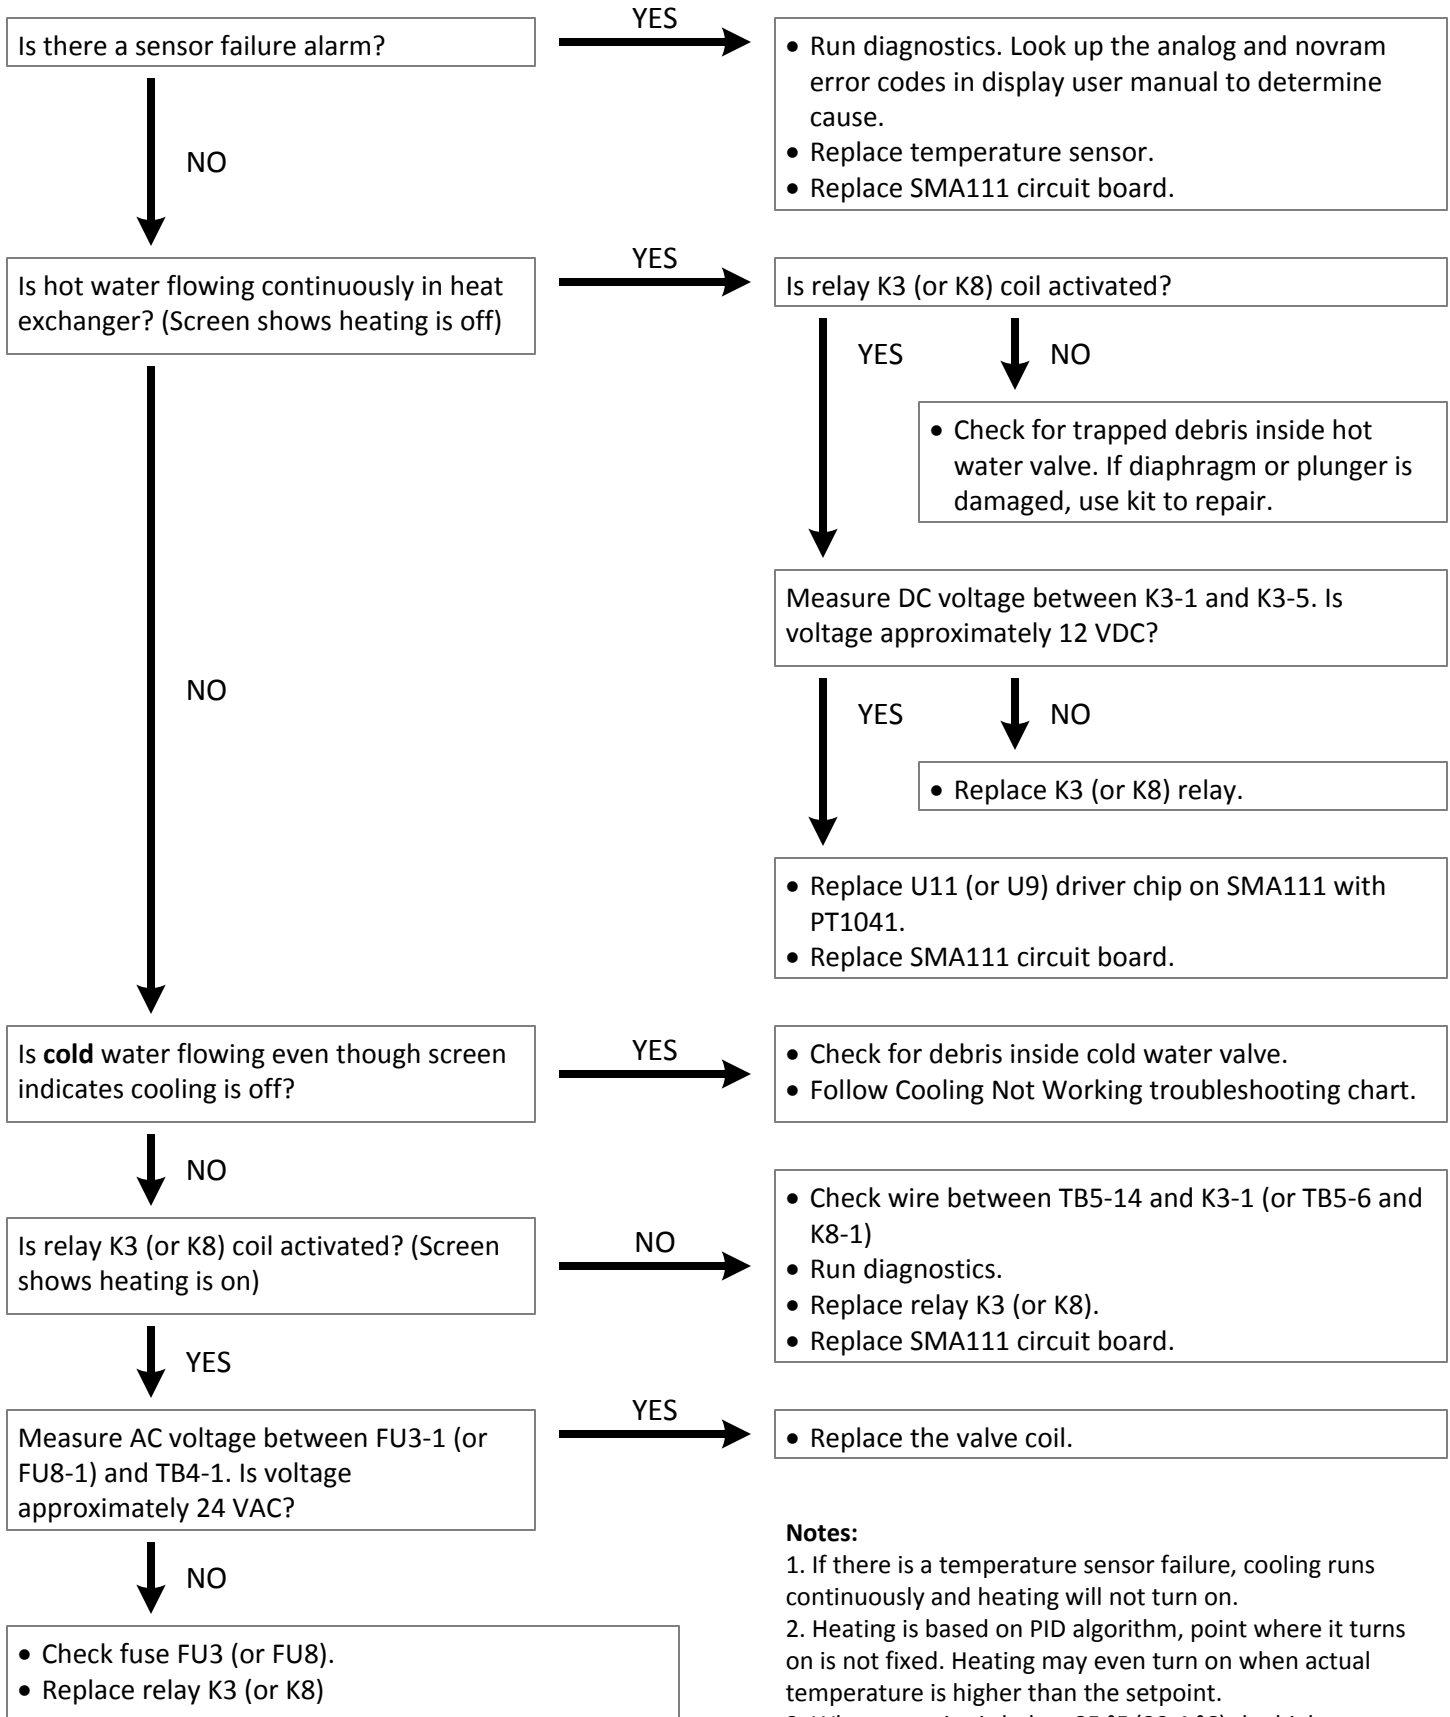 YES
Is there a sensor failure alarm?
• Run diagnostics. Look up the analog and novram
error codes in display user manual to determine
cause.
• Replace temperature sensor.
• Replace SMA111 circuit board.
NO
YES
Is hot water flowing continuously in heat
exchanger? (Screen shows heating is off)
Is relay K3 (or K8) coil activated?
YES
NO
• Check for trapped debris inside hot
water valve. If diaphragm or plunger is
damaged, use kit to repair.
Measure DC voltage between K3-1 and K3-5. Is
voltage approximately 12 VDC?
NO
YES
NO
• Replace K3 (or K8) relay.
• Replace U11 (or U9) driver chip on SMA111 with
PT1041.
• Replace SMA111 circuit board.
Is cold water flowing even though screen
indicates cooling is off?
YES
• Check for debris inside cold water valve.
• Follow Cooling Not Working troubleshooting chart.
NO
Is relay K3 (or K8) coil activated? (Screen
shows heating is on)
NO
• Check wire between TB5-14 and K3-1 (or TB5-6 and
K8-1)
• Run diagnostics.
• Replace relay K3 (or K8).
• Replace SMA111 circuit board.
YES
Measure AC voltage between FU3-1 (or
FU8-1) and TB4-1. Is voltage
approximately 24 VAC?
YES
• Replace the valve coil.
NO
• Check fuse FU3 (or FU8).
• Replace relay K3 (or K8)
Notes:
1. If there is a temperature sensor failure, cooling runs
continuously and heating will not turn on.
2. Heating is based on PID algorithm, point where it turns
on is not fixed. Heating may even turn on when actual
temperature is higher than the setpoint.